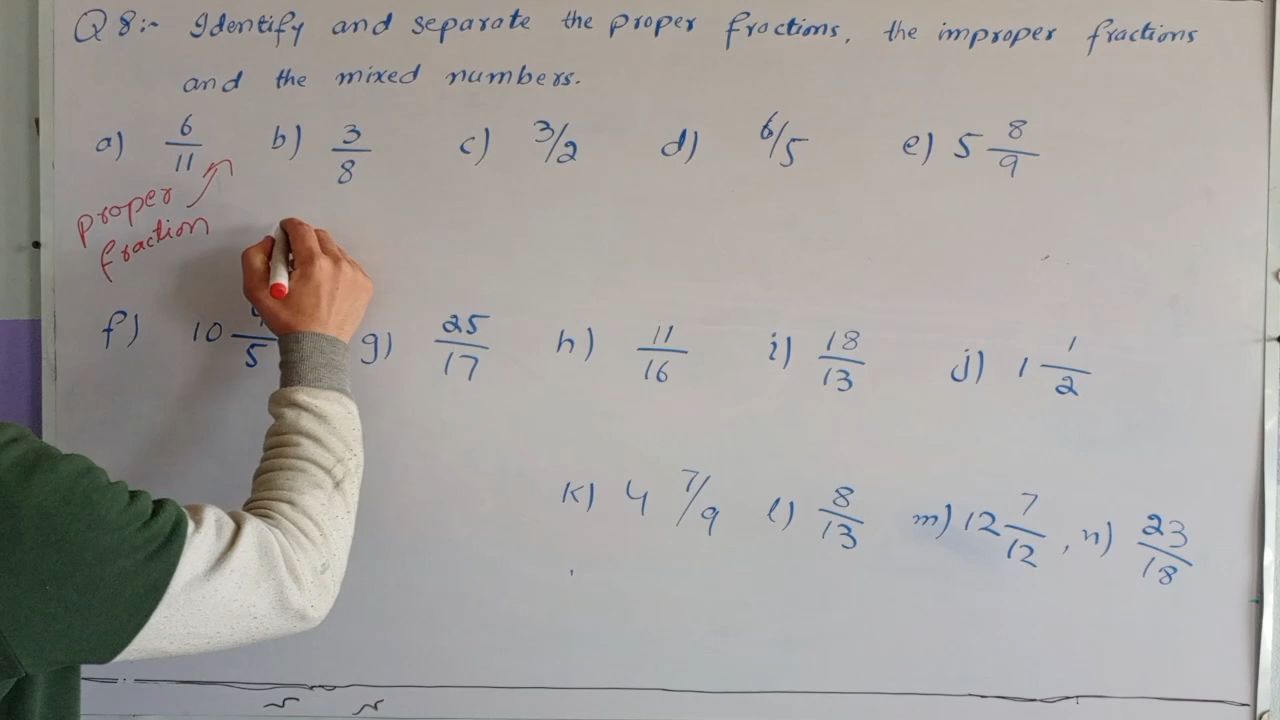 Q 8:- Identify and separate the proper fractions, the improper fractions
and the mixed numbers.
a) 6/11 b) 3/8 c) 3/2 d) 6/5 e) 5 8/9
proper
fraction
f) 10 /5 g) 25/17 h) 11/16 i) 18/13 j) 1 1/2
k) 4 7/9 l) 8/13 m) 12 7/12, n) 23/18